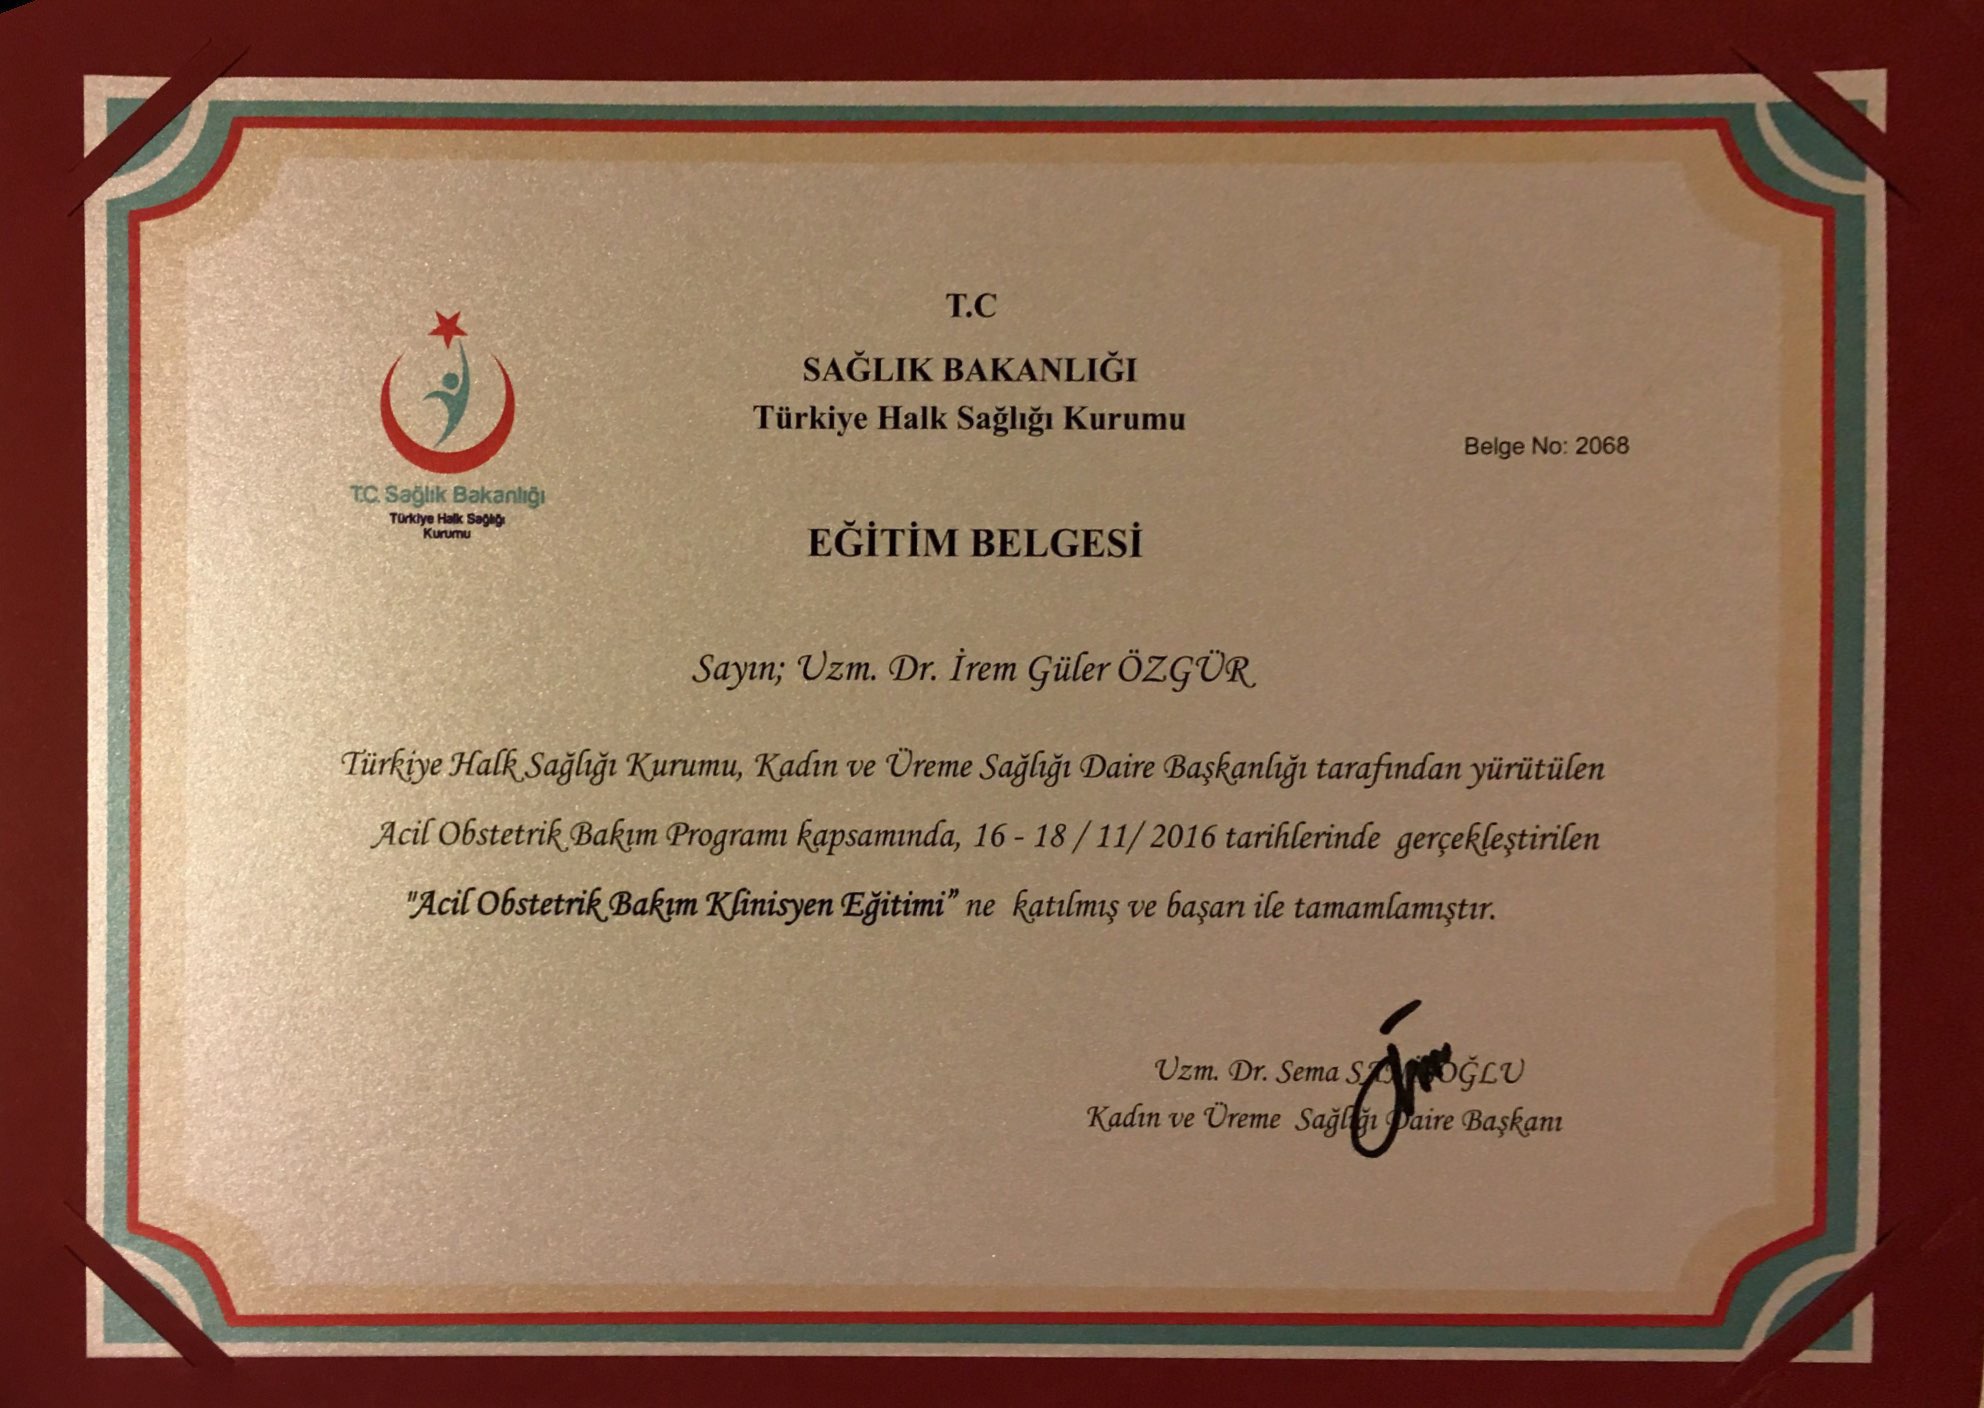 T.C
SAĞLIK BAKANLIĞI
Türkiye Halk Sağlığı Kurumu
T.C. Sağlık Bakanlığı
Türkiye Halk Sağlığı
Kurumu
Belge No: 2068
EĞİTİM BELGESİ
Sayın; Uzm. Dr. İrem Güler ÖZGÜR
Türkiye Halk Sağlığı Kurumu, Kadın ve Üreme Sağlığı Daire Başkanlığı tarafından yürütülen
Acil Obstetrik Bakım Programı kapsamında, 16 - 18 / 11/ 2016 tarihlerinde gerçekleştirilen
"Acil Obstetrik Bakım Klinisyen Eğitimi" ne katılmış ve başarı ile tamamlamıştır.
Uzm. Dr. Sema
Kadın ve Üreme Sağlığı Daire Başkanı